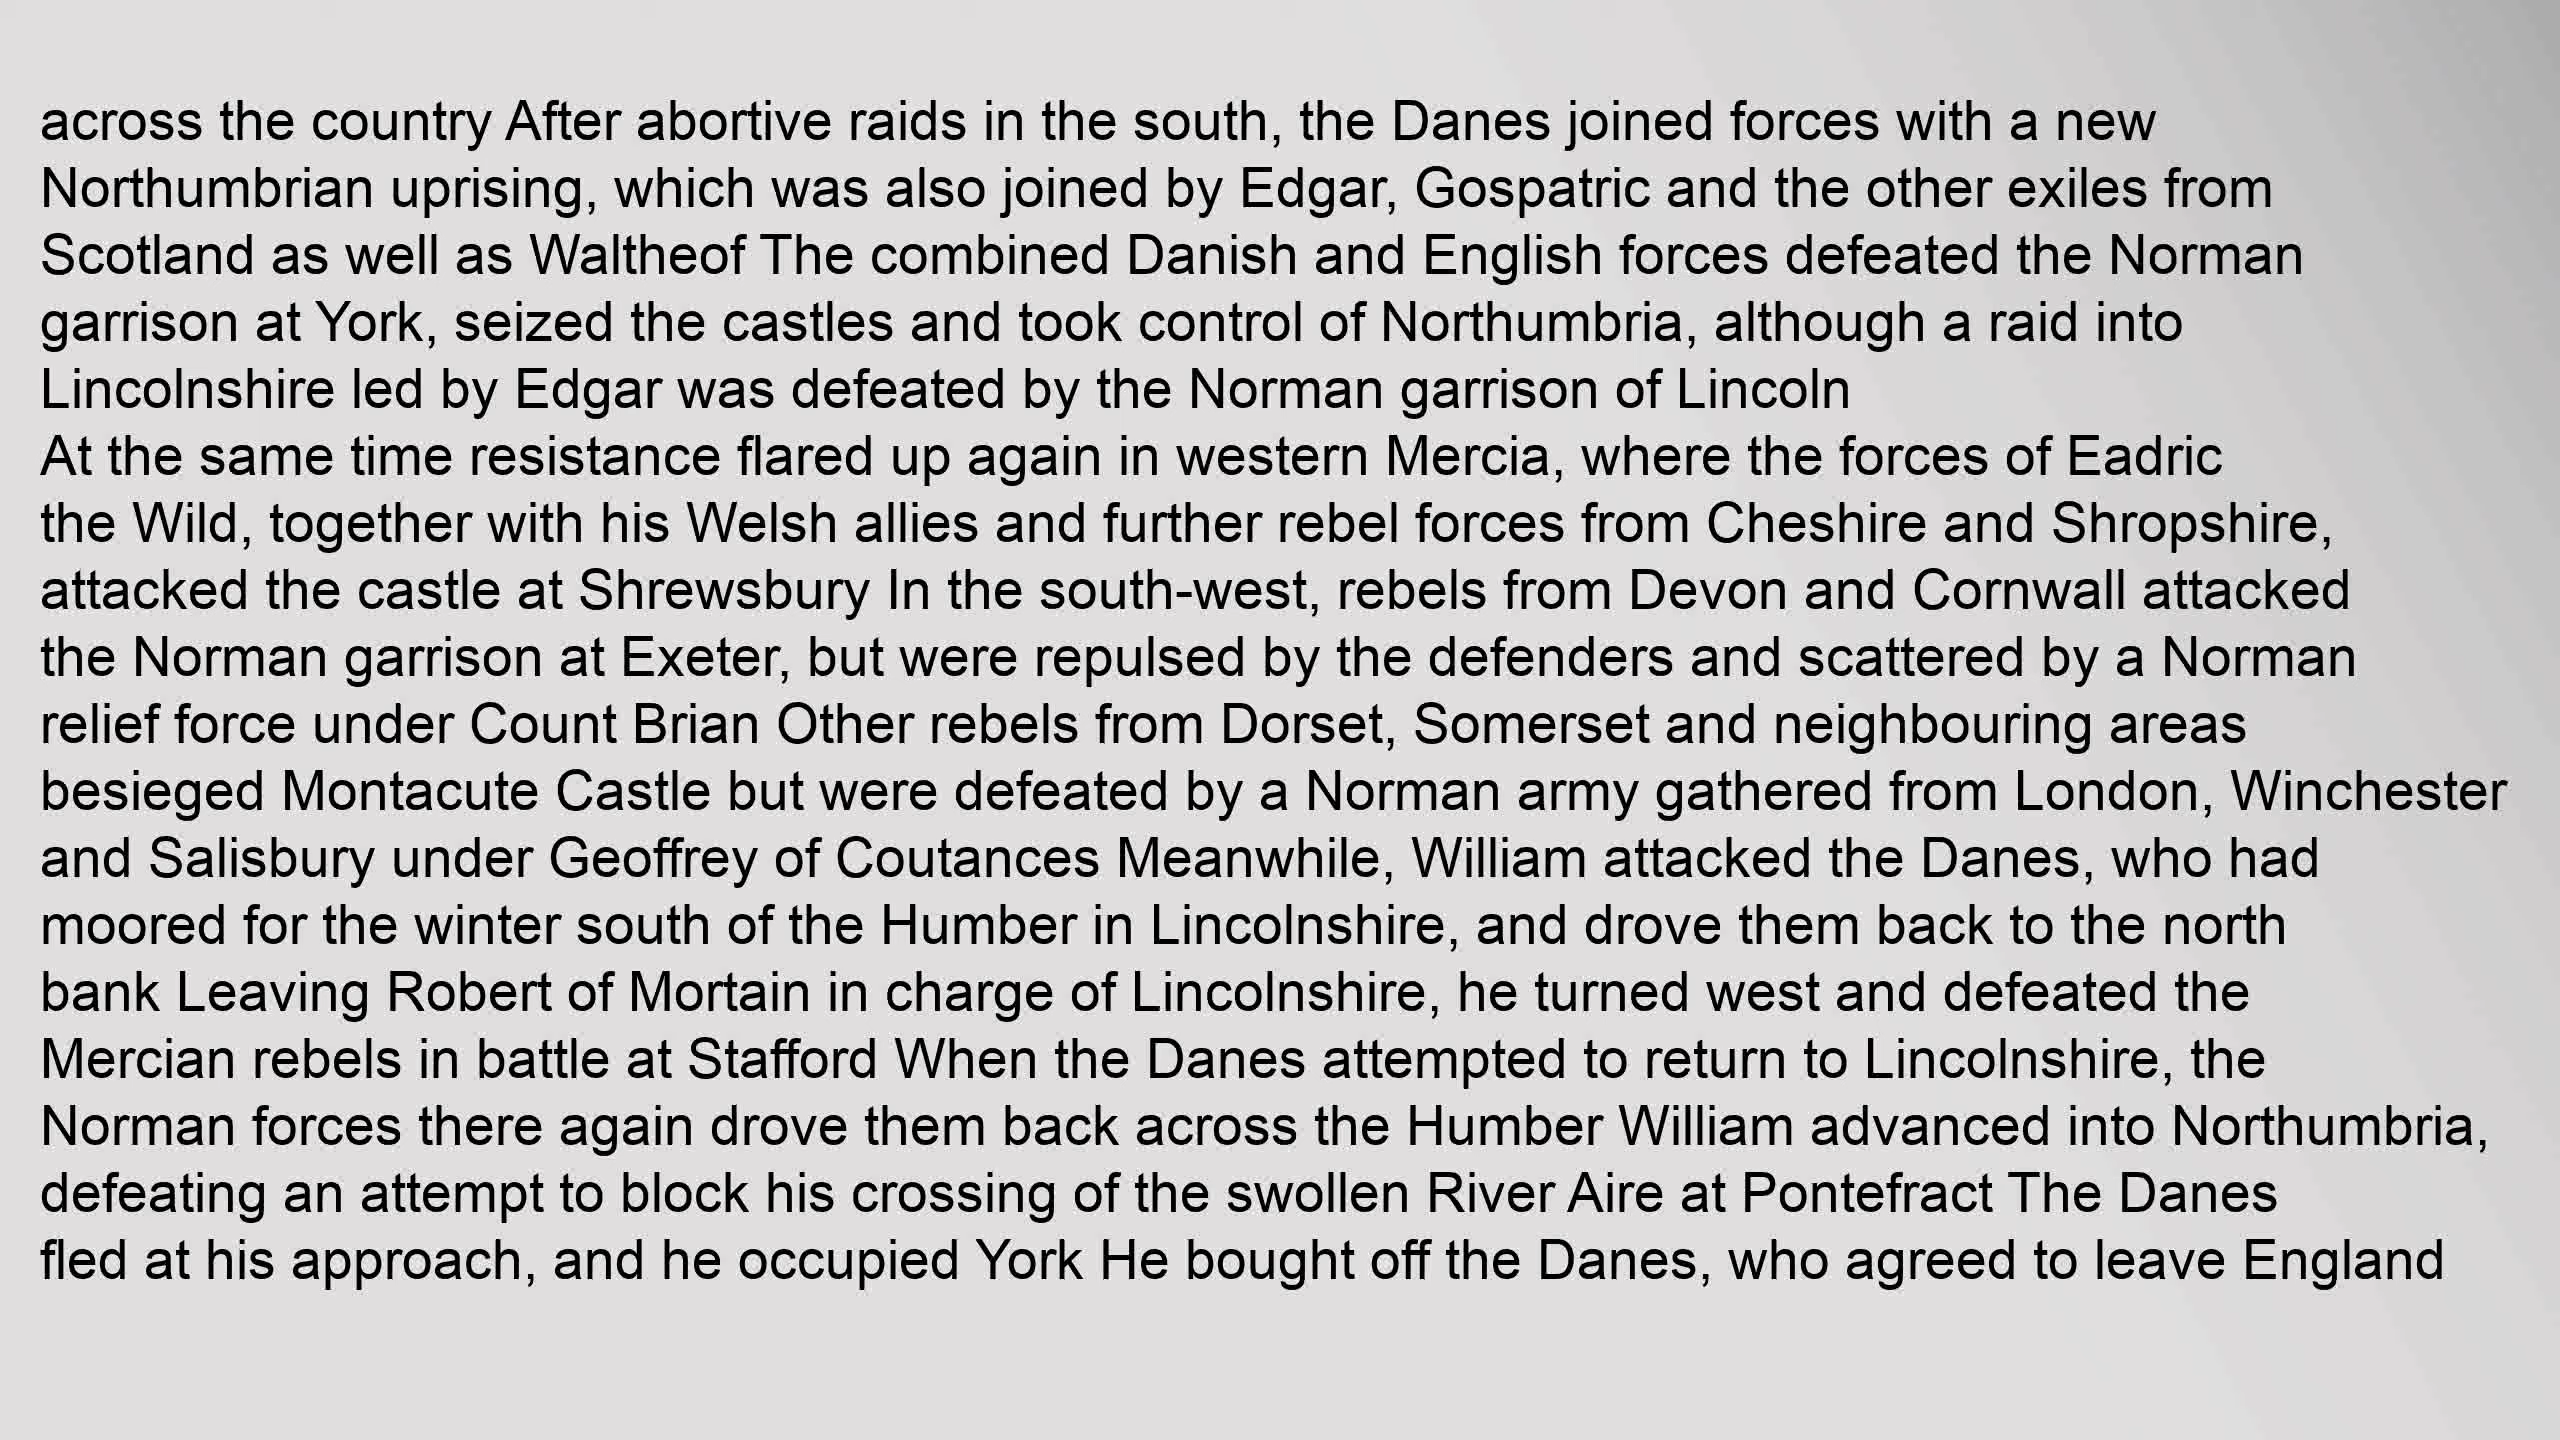 across the country After abortive raids in the south, the Danes joined forces with a new
Northumbrian uprising, which was also joined by Edgar, Gospatric and the other exiles from
Scotland as well as Waltheof The combined Danish and English forces defeated the Norman
garrison at York, seized the castles and took control of Northumbria, although a raid into
Lincolnshire led by Edgar was defeated by the Norman garrison of Lincoln
At the same time resistance flared up again in western Mercia, where the forces of Eadric
the Wild, together with his Welsh allies and further rebel forces from Cheshire and Shropshire,
attacked the castle at Shrewsbury In the south-west, rebels from Devon and Cornwall attacked
the Norman garrison at Exeter, but were repulsed by the defenders and scattered by a Norman
relief force under Count Brian Other rebels from Dorset, Somerset and neighbouring areas
besieged Montacute Castle but were defeated by a Norman army gathered from London, Winchester
and Salisbury under Geoffrey of Coutances Meanwhile, William attacked the Danes, who had
moored for the winter south of the Humber in Lincolnshire, and drove them back to the north
bank Leaving Robert of Mortain in charge of Lincolnshire, he turned west and defeated the
Mercian rebels in battle at Stafford When the Danes attempted to return to Lincolnshire, the
Norman forces there again drove them back across the Humber William advanced into Northumbria,
defeating an attempt to block his crossing of the swollen River Aire at Pontefract The Danes
fled at his approach, and he occupied York He bought off the Danes, who agreed to leave England